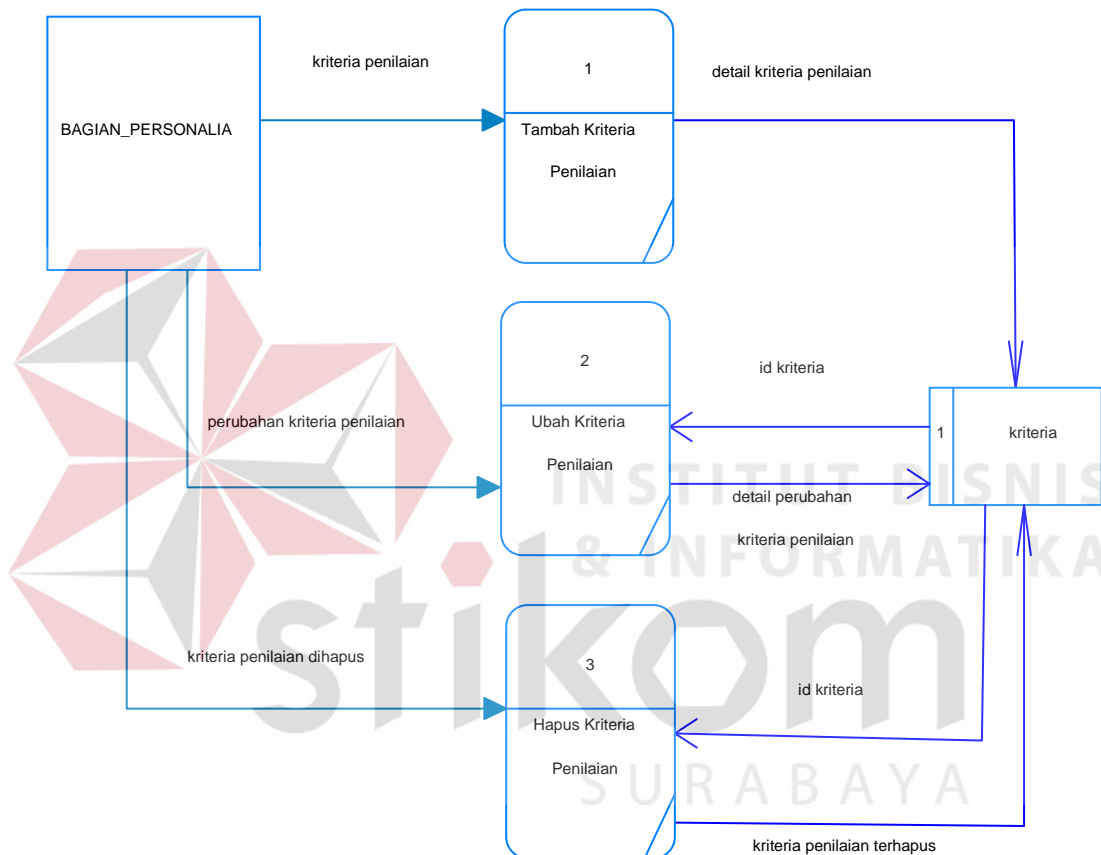 kriteria penilaian
1
detail kriteria penilaian
BAGIAN_PERSONALIA
Tambah Kriteria
Penilaian
2
id kriteria
perubahan kriteria penilaian
Ubah Kriteria
1
kriteria
Penilaian
detail perubahan
kriteria penilaian
INSTITUT BISNIS
& INFORMATIKA
stikom
SURABAYA
kriteria penilaian dihapus
3
id kriteria
Hapus Kriteria
Penilaian
kriteria penilaian terhapus